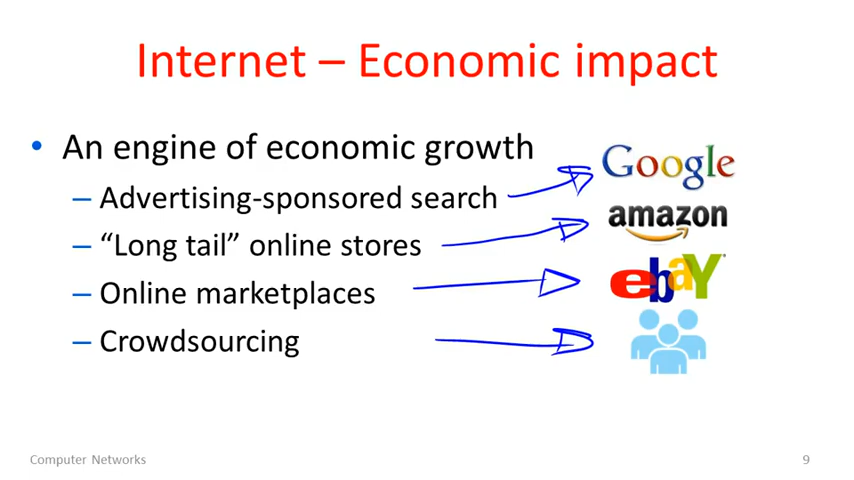 Internet – Economic impact
• An engine of economic growth
– Advertising-sponsored search
Google
– “Long tail” online stores
amazon
– Online marketplaces
ebay
– Crowdsourcing
Computer Networks
9